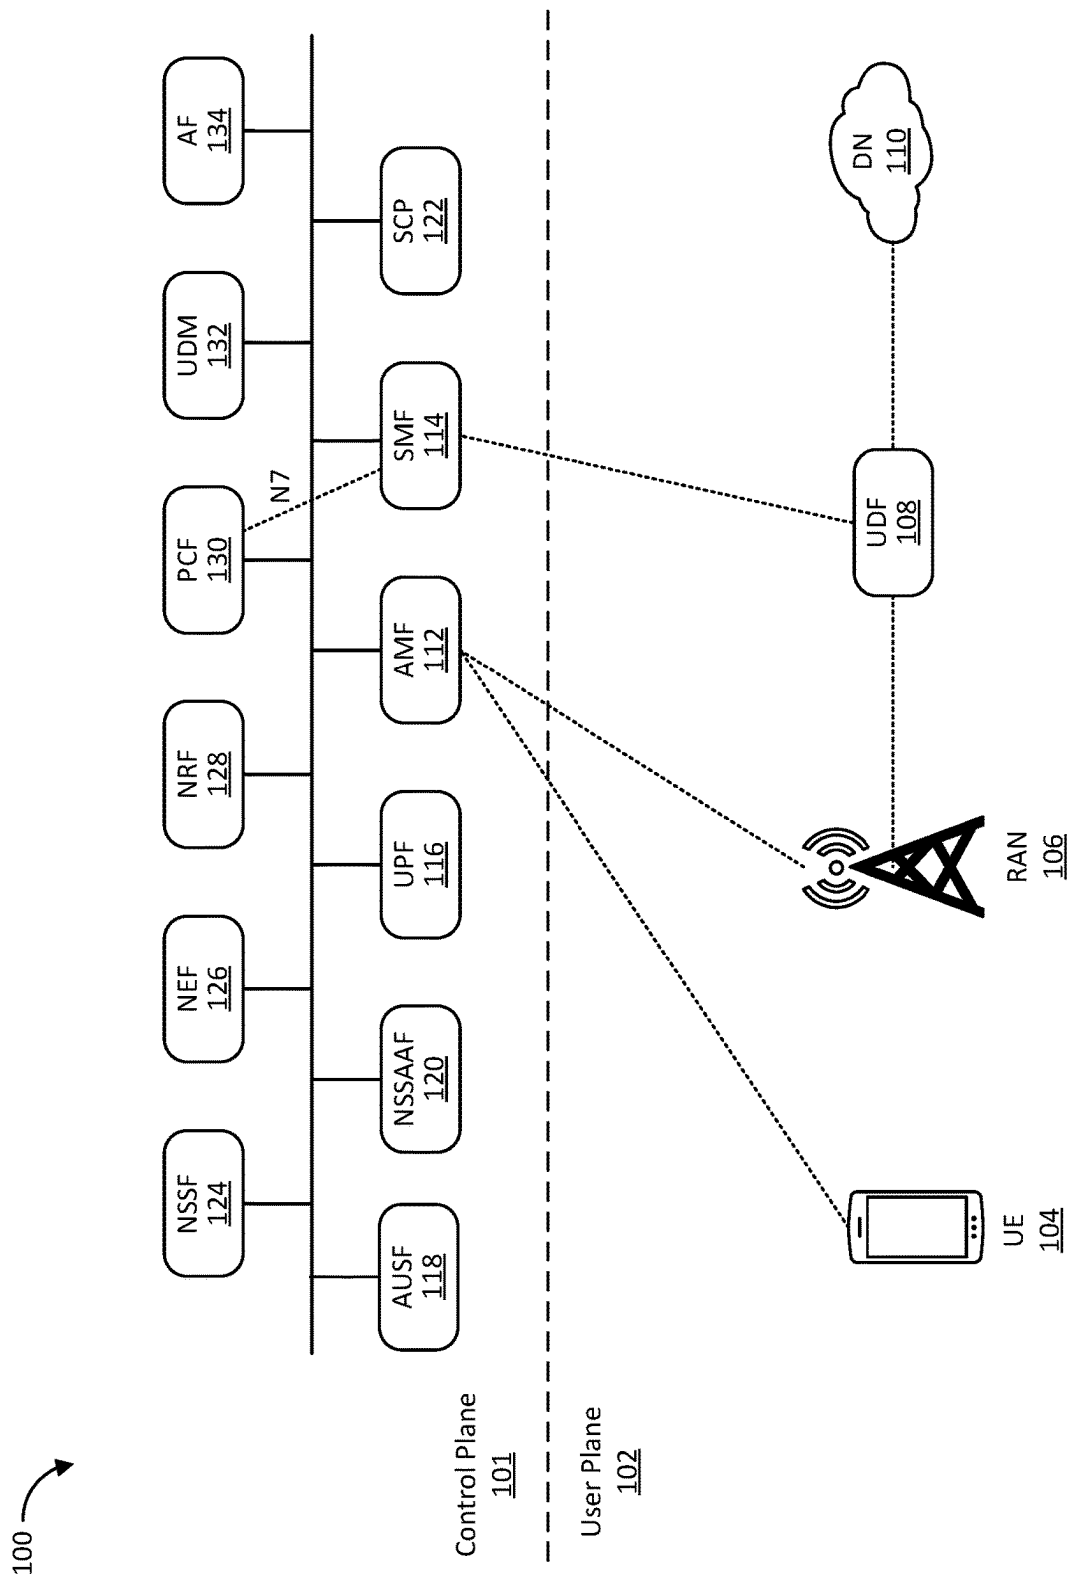 100
NSSF
124
NEF
126
NRF
128
PCF
130
UDM
132
AF
134
N7
AUSF
118
NSSAAF
120
UPF
116
AMF
112
SMF
114
SCP
122
Control Plane
101
User Plane
102
UE
104
RAN
106
UDF
108
DN
110